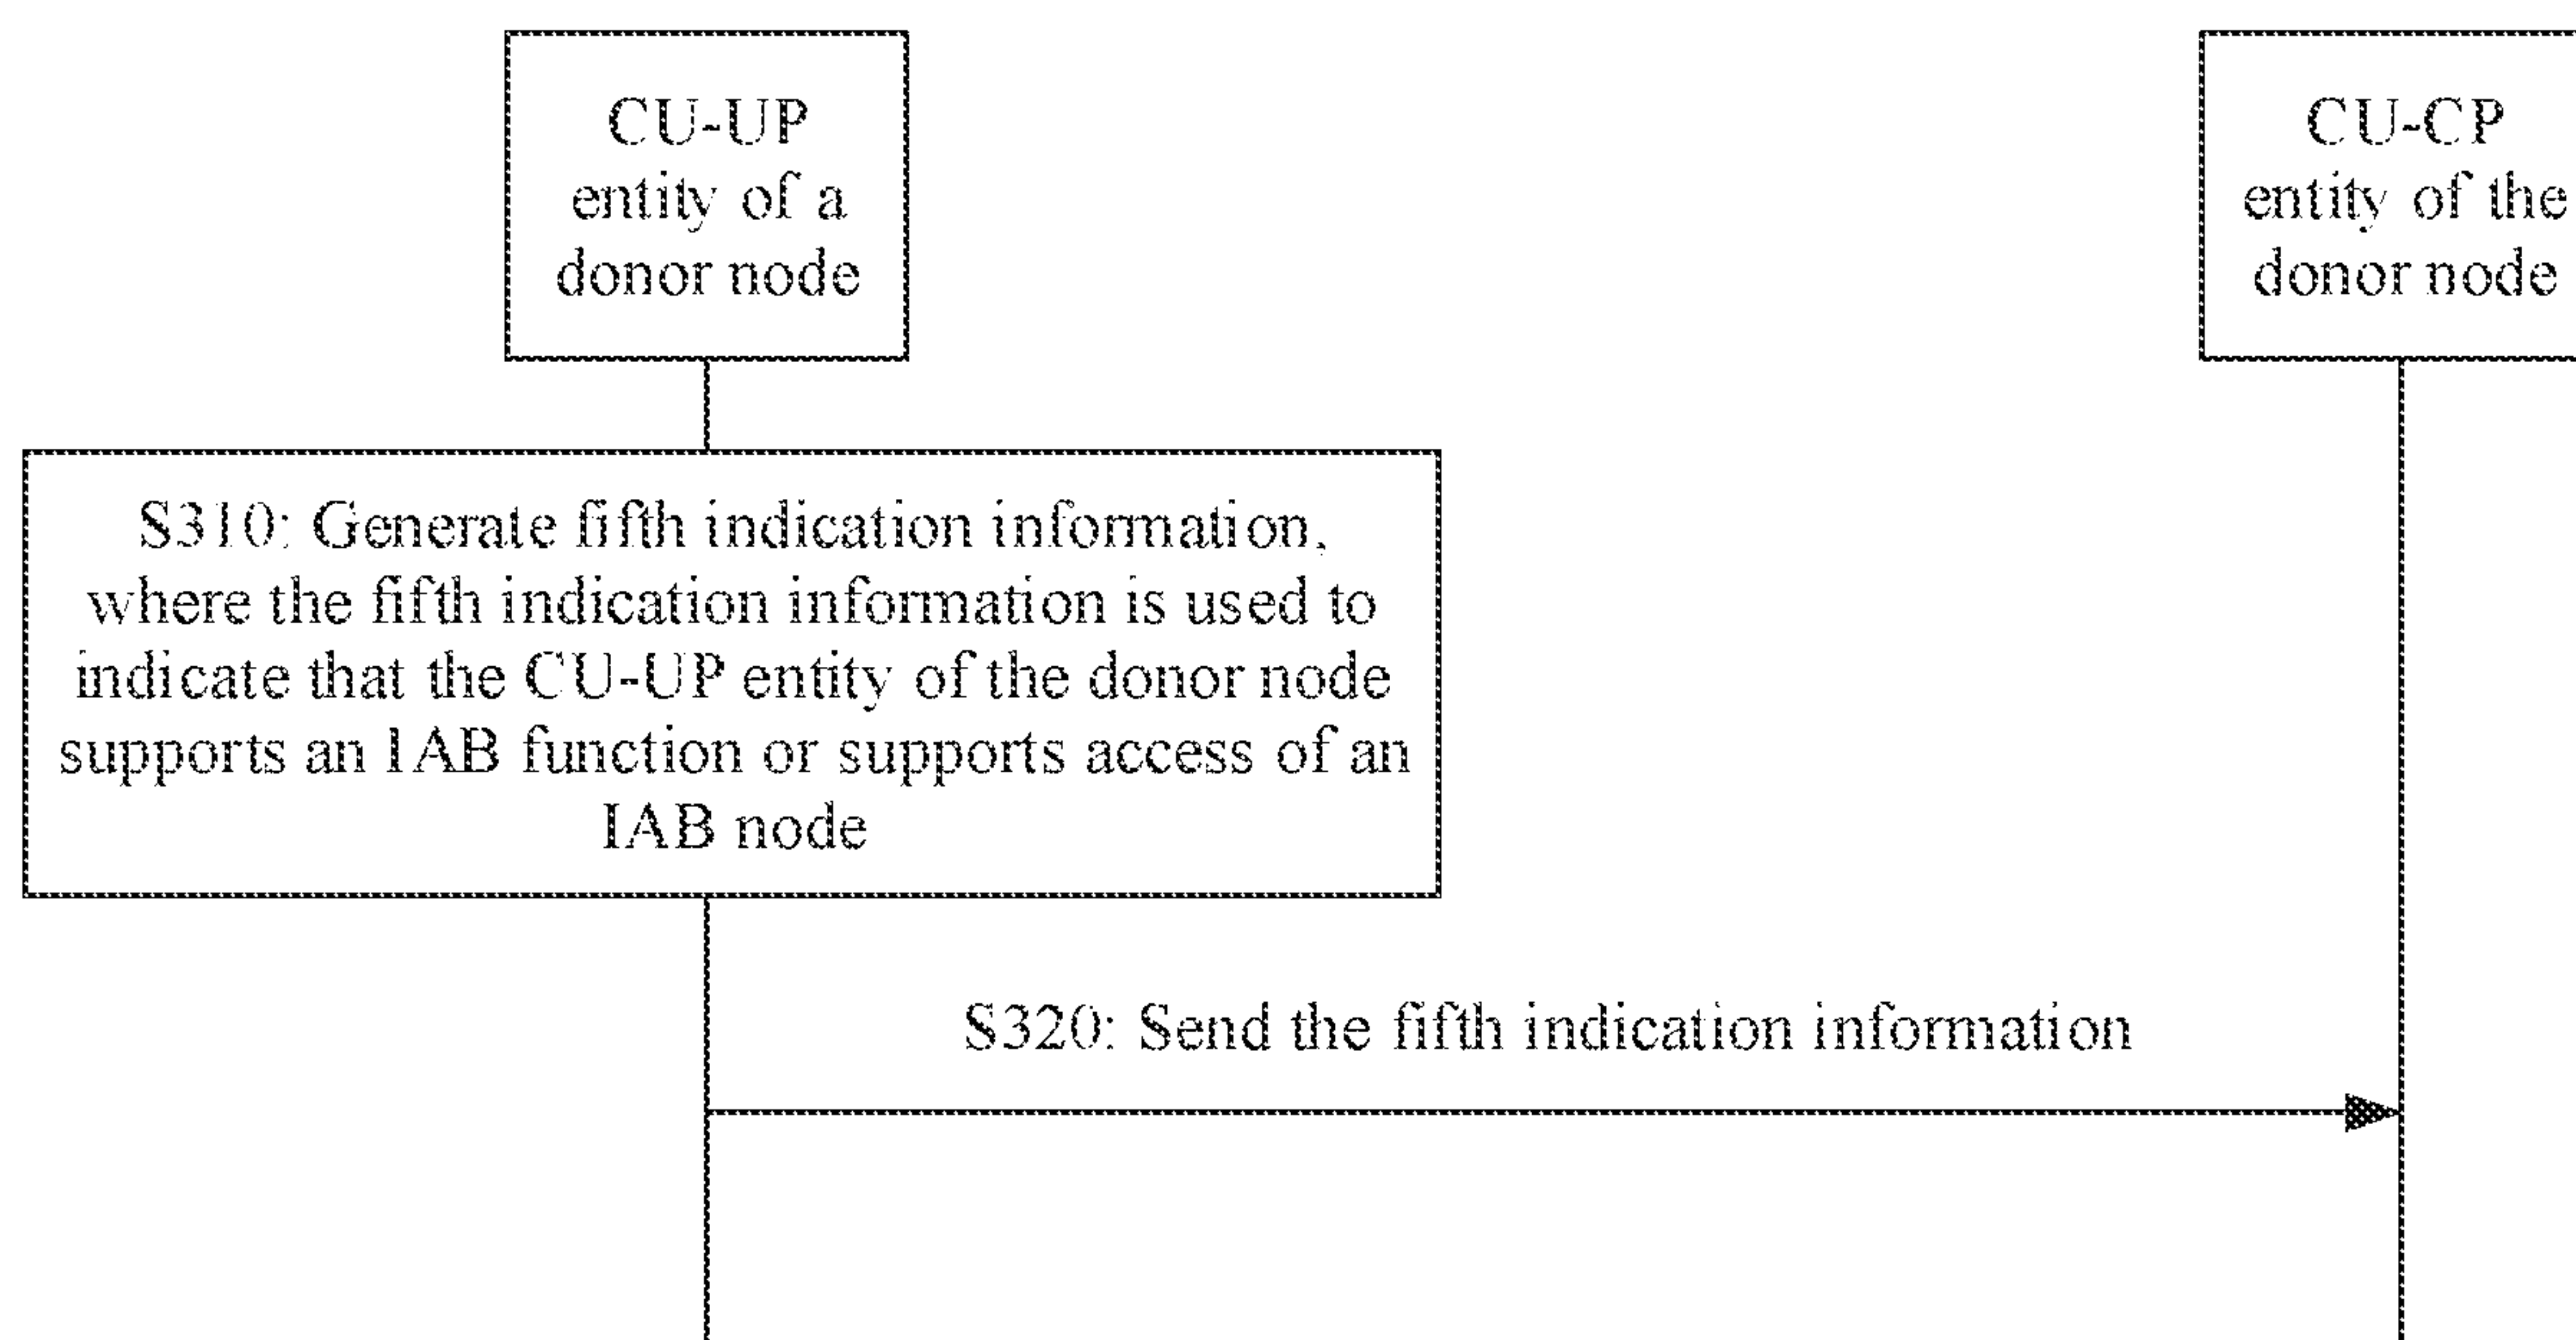 CU-UP
entity of a
donor node
CU-CP
entity of the
donor node
S310: Generate fifth indication information,
where the fifth indication information is used to
indicate that the CU-UP entity of the donor node
supports an IAB function or supports access of an
IAB node
S320: Send the fifth indication information